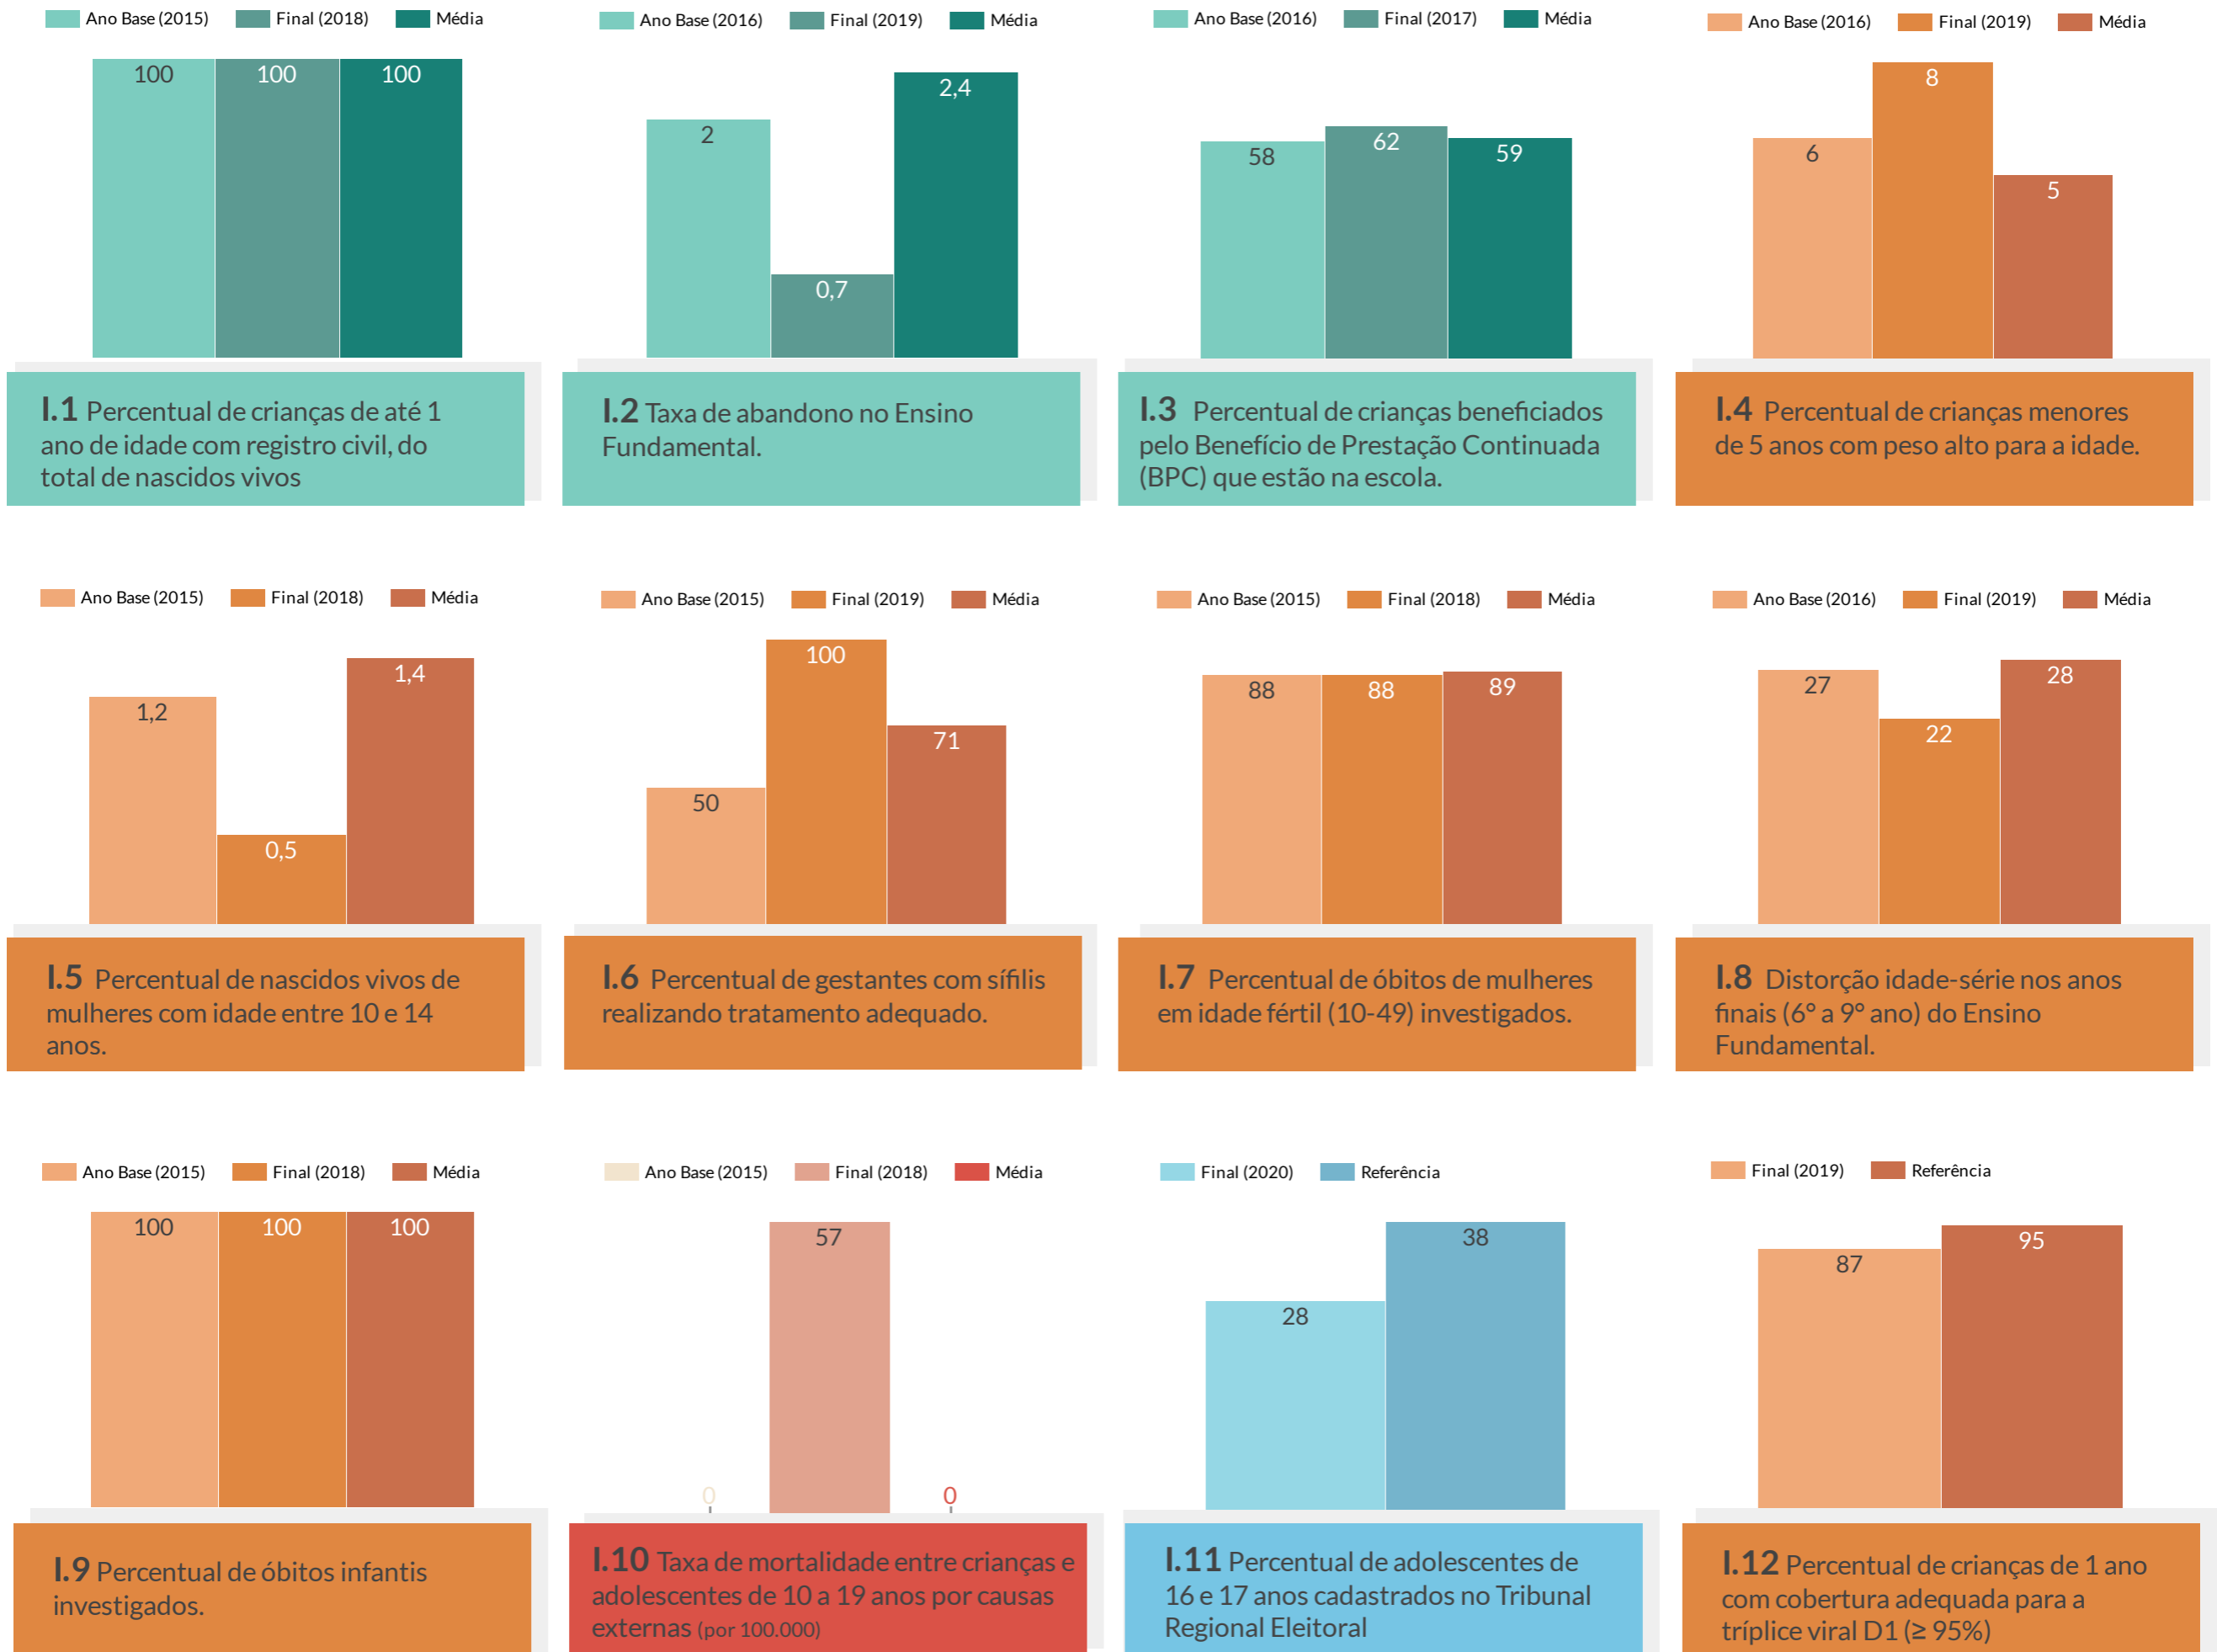 Ano Base (2015) Final (2018) Média
100 100 100
I.1 Percentual de crianças de até 1
ano de idade com registro civil, do
total de nascidos vivos
Ano Base (2016) Final (2019) Média
2 0,7 2,4
I.2 Taxa de abandono no Ensino
Fundamental.
Ano Base (2016) Final (2017) Média
58 62 59
I.3 Percentual de crianças beneficiados
pelo Benefício de Prestação Continuada
(BPC) que estão na escola.
Ano Base (2016) Final (2019) Média
6 8 5
I.4 Percentual de crianças menores
de 5 anos com peso alto para a idade.
Ano Base (2015) Final (2018) Média
1,2 0,5 1,4
I.5 Percentual de nascidos vivos de
mulheres com idade entre 10 e 14
anos.
Ano Base (2015) Final (2019) Média
50 100 71
I.6 Percentual de gestantes com sífilis
realizando tratamento adequado.
Ano Base (2015) Final (2018) Média
88 88 89
I.7 Percentual de óbitos de mulheres
em idade fértil (10-49) investigados.
Ano Base (2016) Final (2019) Média
27 22 28
I.8 Distorção idade-série nos anos
finais (6° a 9° ano) do Ensino
Fundamental.
Ano Base (2015) Final (2018) Média
100 100 100
I.9 Percentual de óbitos infantis
investigados.
Ano Base (2015) Final (2018) Média
0 57 0
I.10 Taxa de mortalidade entre crianças e
adolescentes de 10 a 19 anos por causas
externas (por 100.000)
Final (2020) Referência
28 38
I.11 Percentual de adolescentes de
16 e 17 anos cadastrados no Tribunal
Regional Eleitoral
Final (2019) Referência
87 95
I.12 Percentual de crianças de 1 ano
com cobertura adequada para a
tríplice viral D1 (≥ 95%)